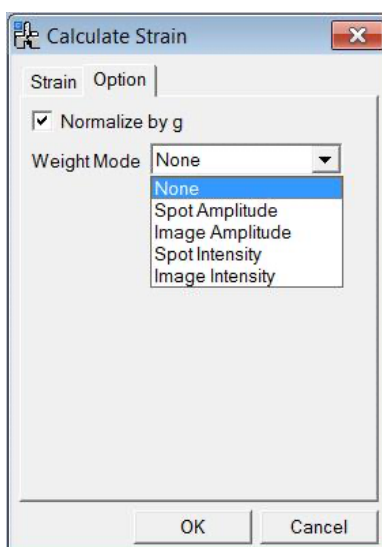 Calculate Strain
Strain Option
Normalize by g
Weight Mode None
None
Spot Amplitude
Image Amplitude
Spot Intensity
Image Intensity
OK Cancel